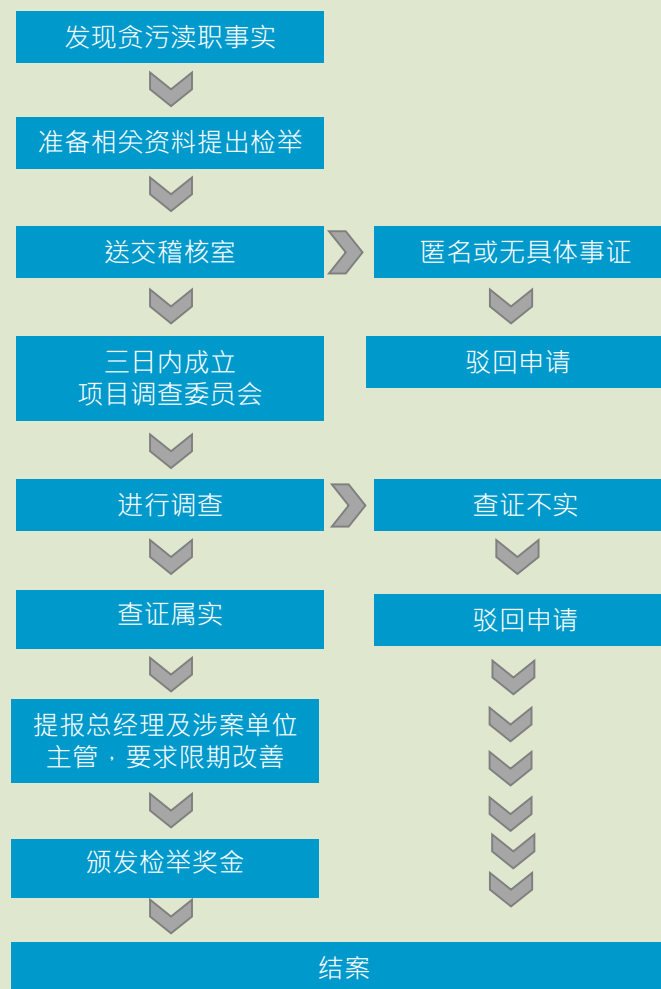 发现贪污渎职事实
准备相关资料提出检举
送交稽核室
匿名或无具体事证
三日内成立
项目调查委员会
驳回申请
进行调查
查证不实
查证属实
驳回申请
提报总经理及涉案单位
主管，要求限期改善
颁发检举奖金
结案